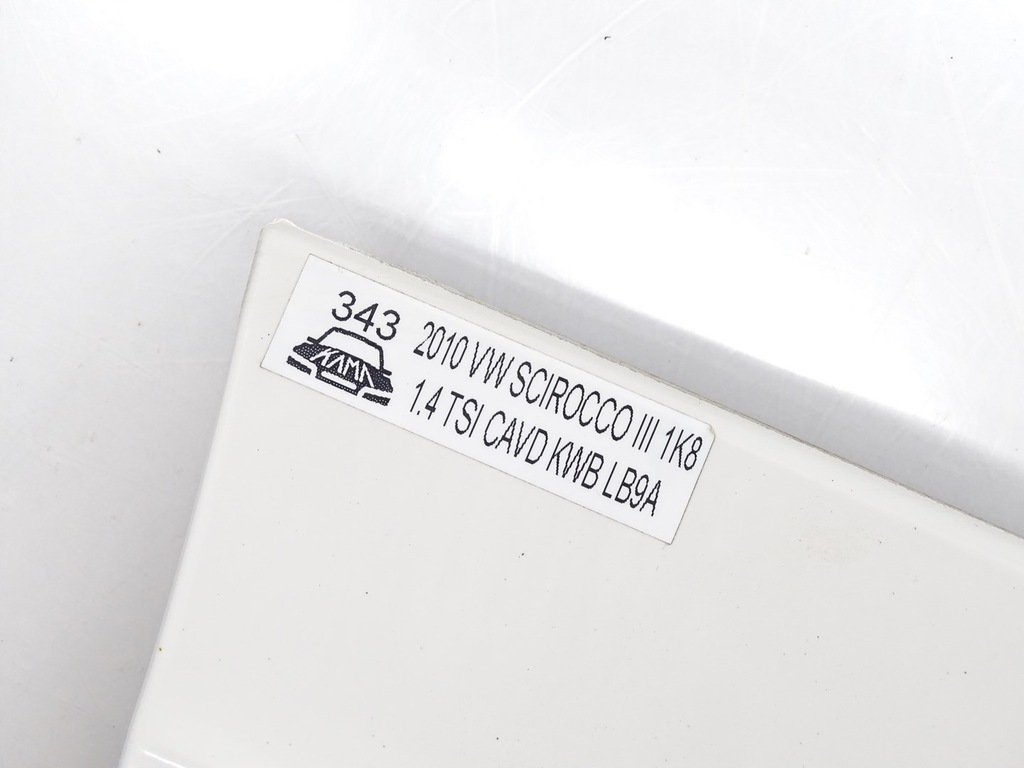 343
KAMA
2010 VW SCIROCCO III 1K8
1.4 TSI CAVD KWB LB9A